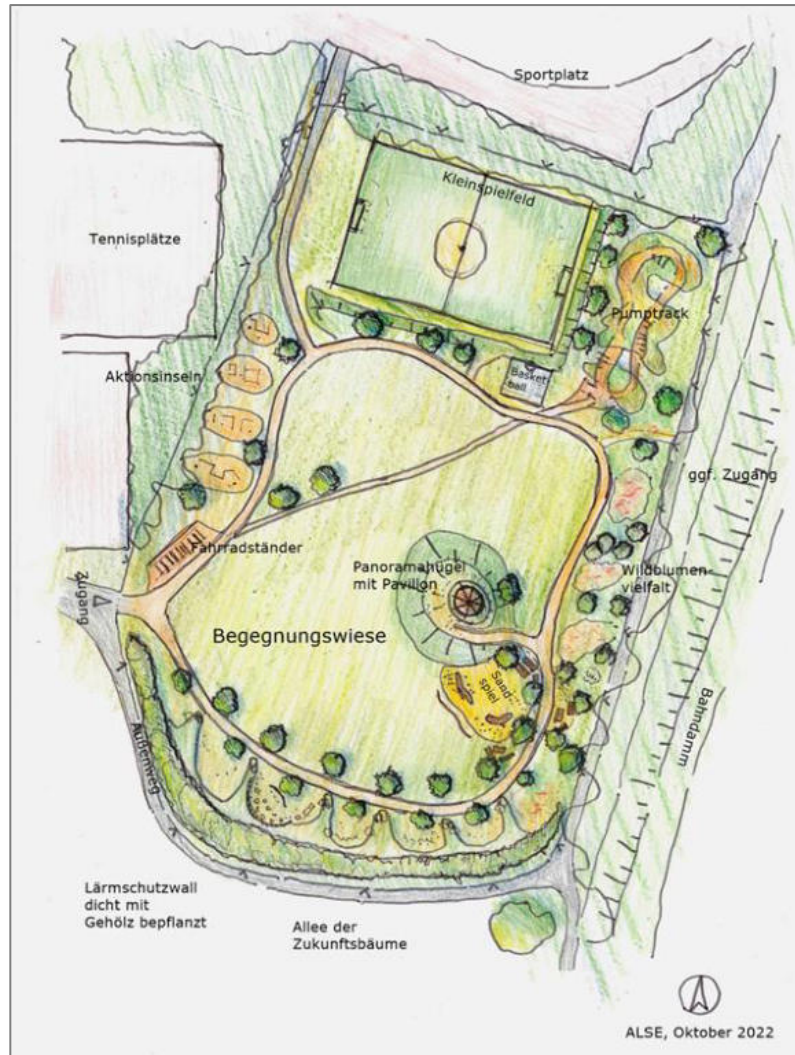 Sportplatz
Kleinspielfeld
Tennisplätze
Pumptrack
Aktionsinseln
Basket
ball
ggf. Zugang
Fahrradständer
Panoramahügel
mit Pavillon
Wildblumen-
vielfalt
Zugang
Begegnungswiese
Sand-
spiel
Bahndamm
Außenweg
Lärmschutzwall
dicht mit
Gehölz bepflanzt
Allee der
Zukunftsbäume
ALSE, Oktober 2022